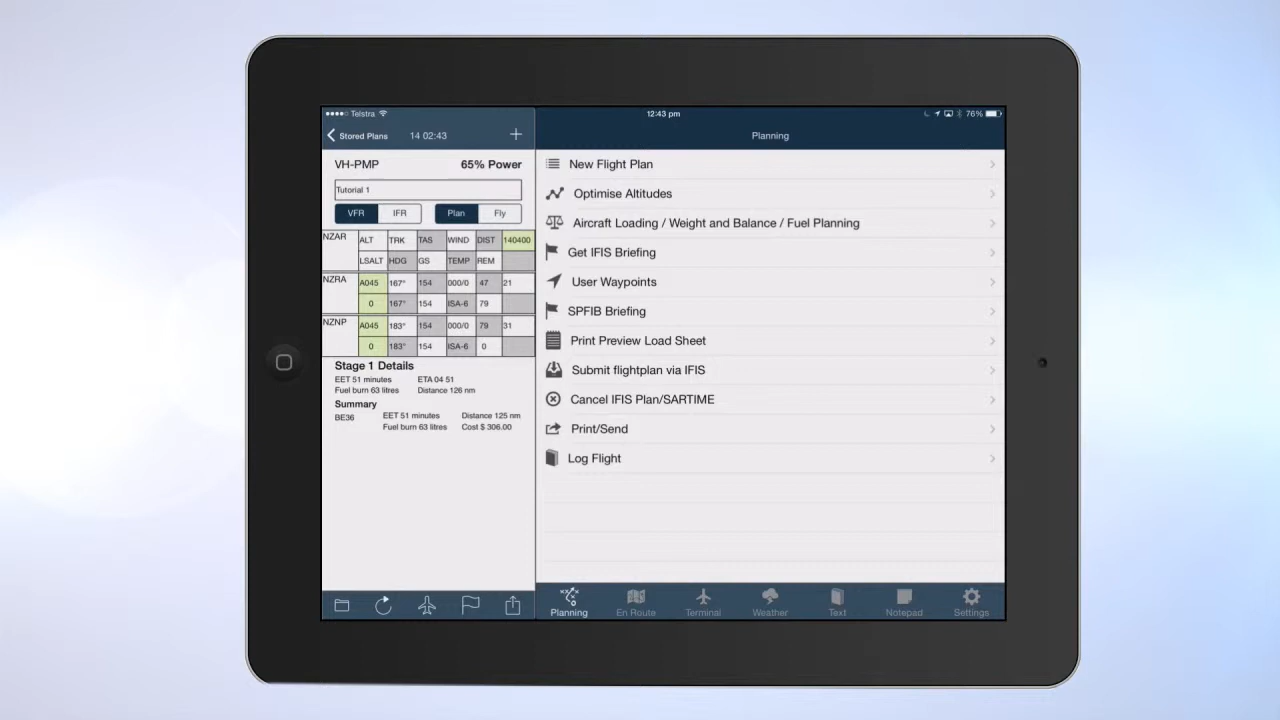 Telstra 12:43 pm 76%
Stored Plans 14 02:43 +
VH-PMP 65% Power
Tutorial 1
VFR IFR Plan Fly
NZAR ALT TRK TAS WIND DIST 140400
LSALT HDG GS TEMP REM
NZRA A045 167° 154 000/0 47 21
0 167° 154 ISA-6 79
NZNP A045 183° 154 000/0 79 31
0 183° 154 ISA-6 0
Stage 1 Details
EET 51 minutes ETA 04 51
Fuel burn 63 litres Distance 126 nm
Summary
BE36 EET 51 minutes Distance 125 nm
Fuel burn 63 litres Cost $ 306.00
Planning
New Flight Plan
Optimise Altitudes
Aircraft Loading / Weight and Balance / Fuel Planning
Get IFIS Briefing
User Waypoints
SPFIB Briefing
Print Preview Load Sheet
Submit flightplan via IFIS
Cancel IFIS Plan/SARTIME
Print/Send
Log Flight
Planning En Route Terminal Weather Text Notepad Settings